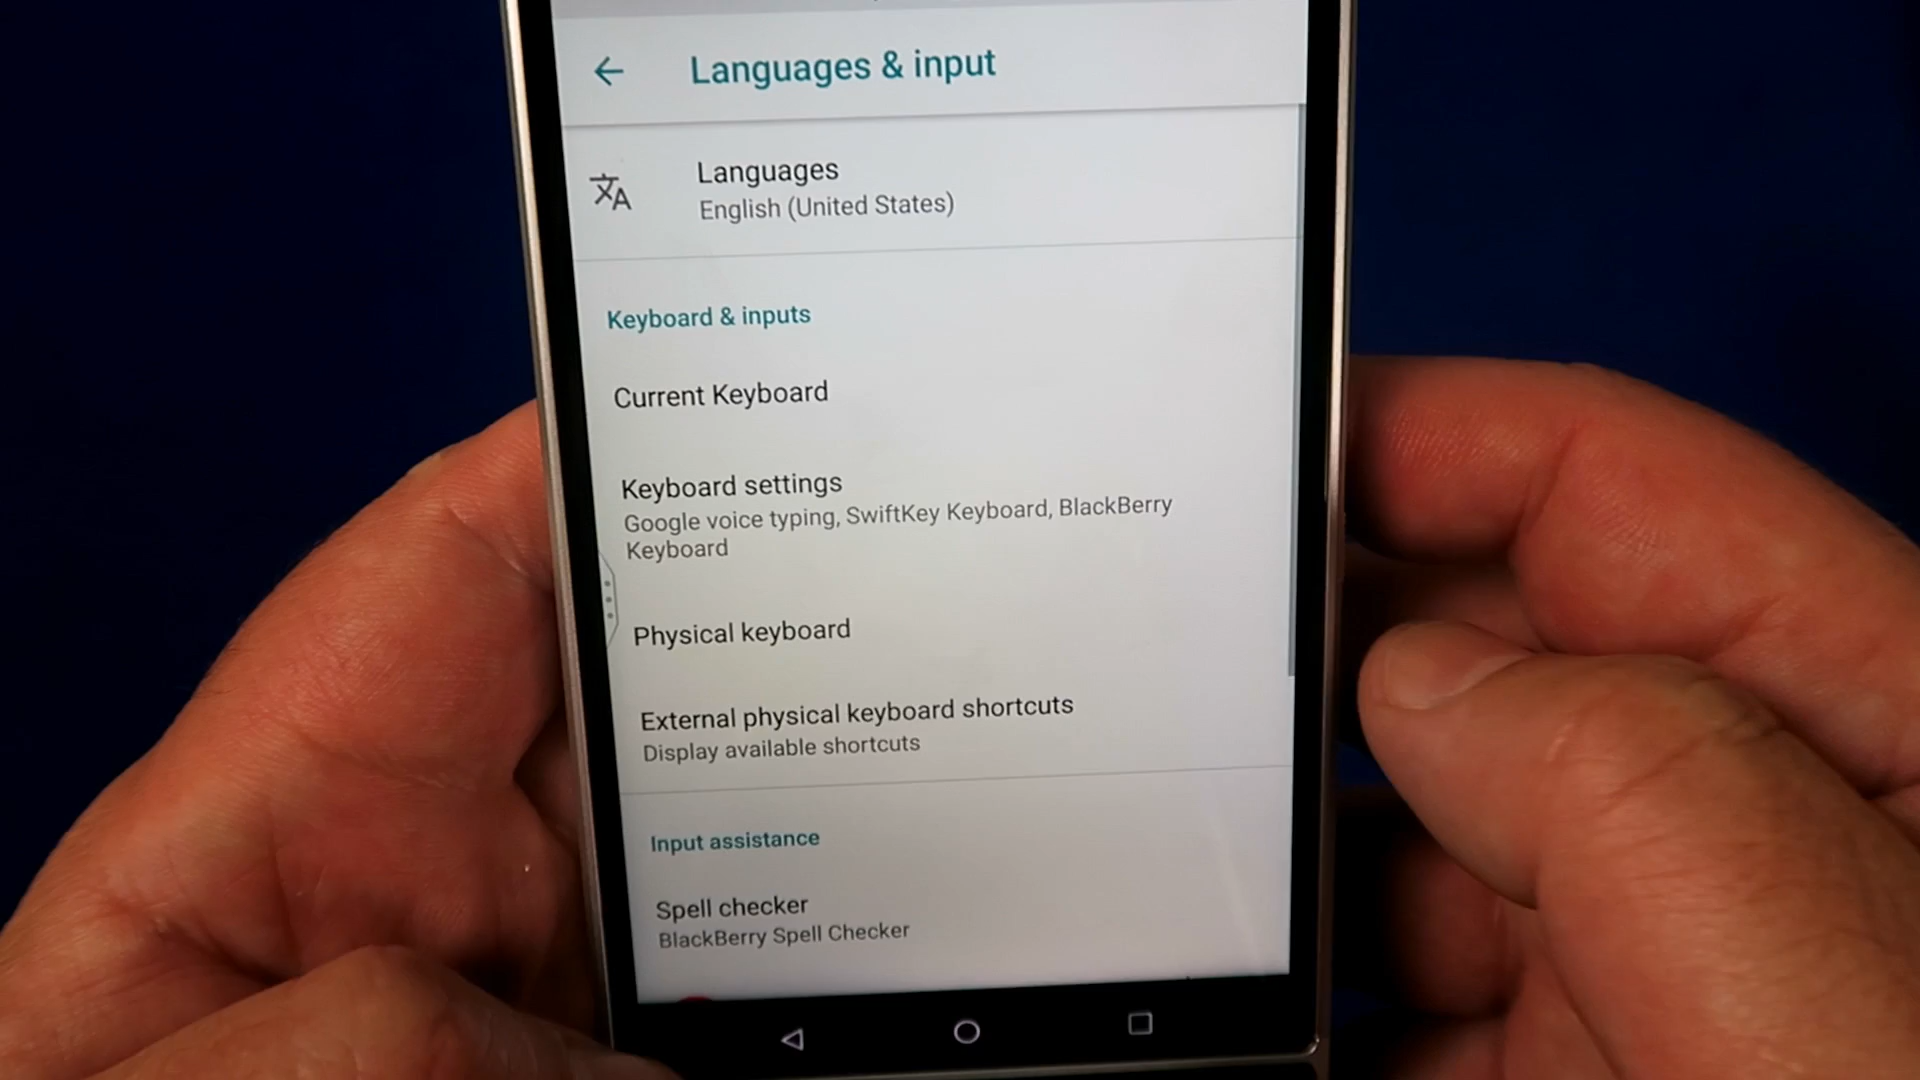 Languages & input
Languages
English (United States)
Keyboard & inputs
Current Keyboard
Keyboard settings
Google voice typing, SwiftKey Keyboard, BlackBerry
Keyboard
Physical keyboard
External physical keyboard shortcuts
Display available shortcuts
Input assistance
Spell checker
BlackBerry Spell Checker